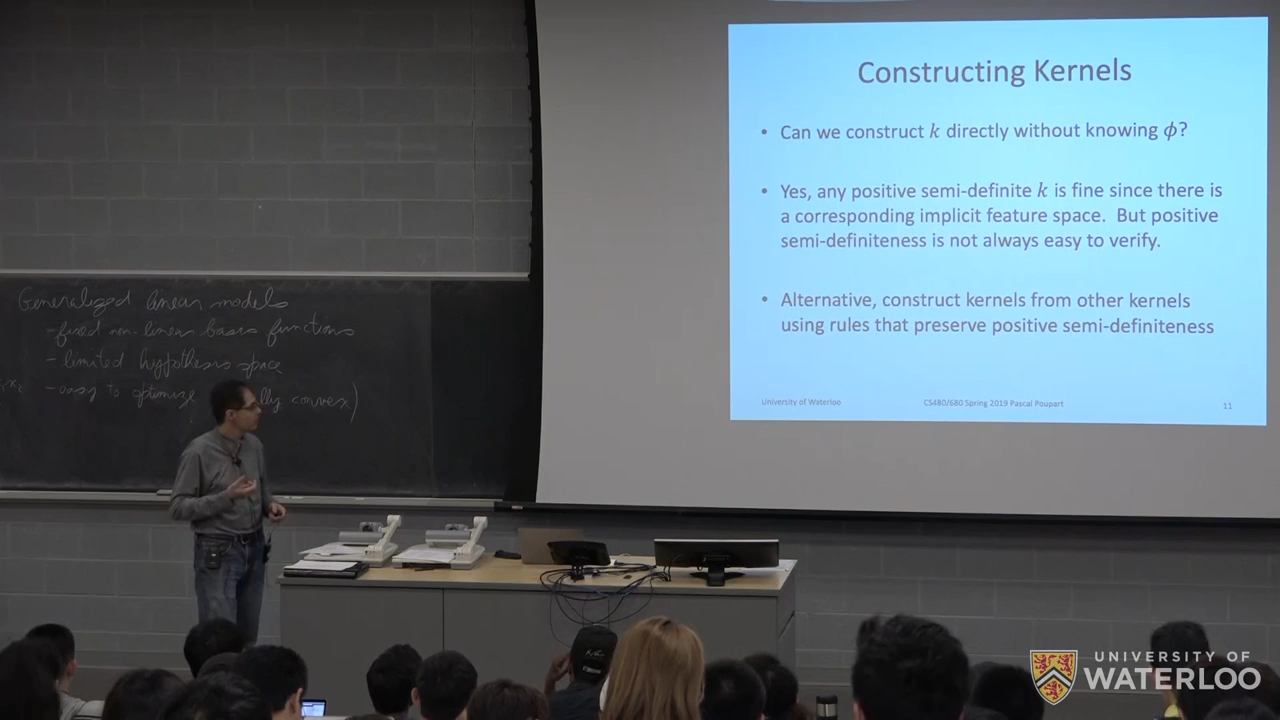 Constructing Kernels
• Can we construct k directly without knowing ϕ?
• Yes, any positive semi-definite k is fine since there is
a corresponding implicit feature space. But positive
semi-definiteness is not always easy to verify.
• Alternative, construct kernels from other kernels
using rules that preserve positive semi-definiteness
University of Waterloo
CS480/680 Spring 2019 Pascal Poupart
11
Generalized linear models
- fixed non-linear basis functions
- limited hypothesis space
- easy to optimize
convex)
UNIVERSITY OF
WATERLOO